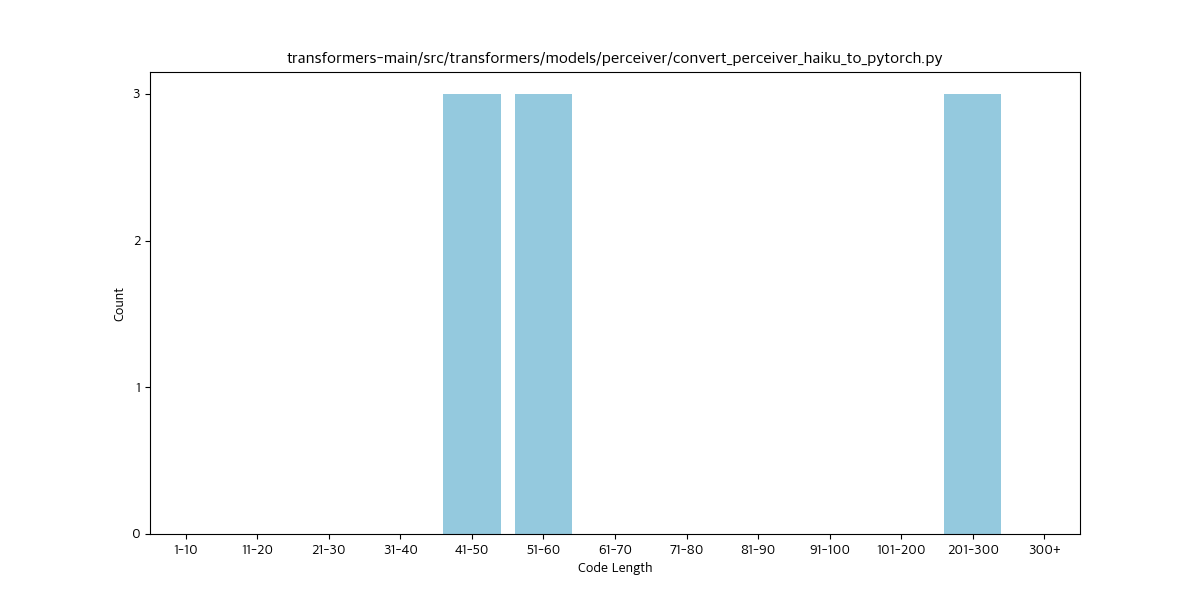 transformers-main/src/transformers/models/perceiver/convert_perceiver_haiku_to_pytorch.py
Count
3
2
1
0
1-10 11-20 21-30 31-40 41-50 51-60 61-70 71-80 81-90 91-100 101-200 201-300 300+
Code Length